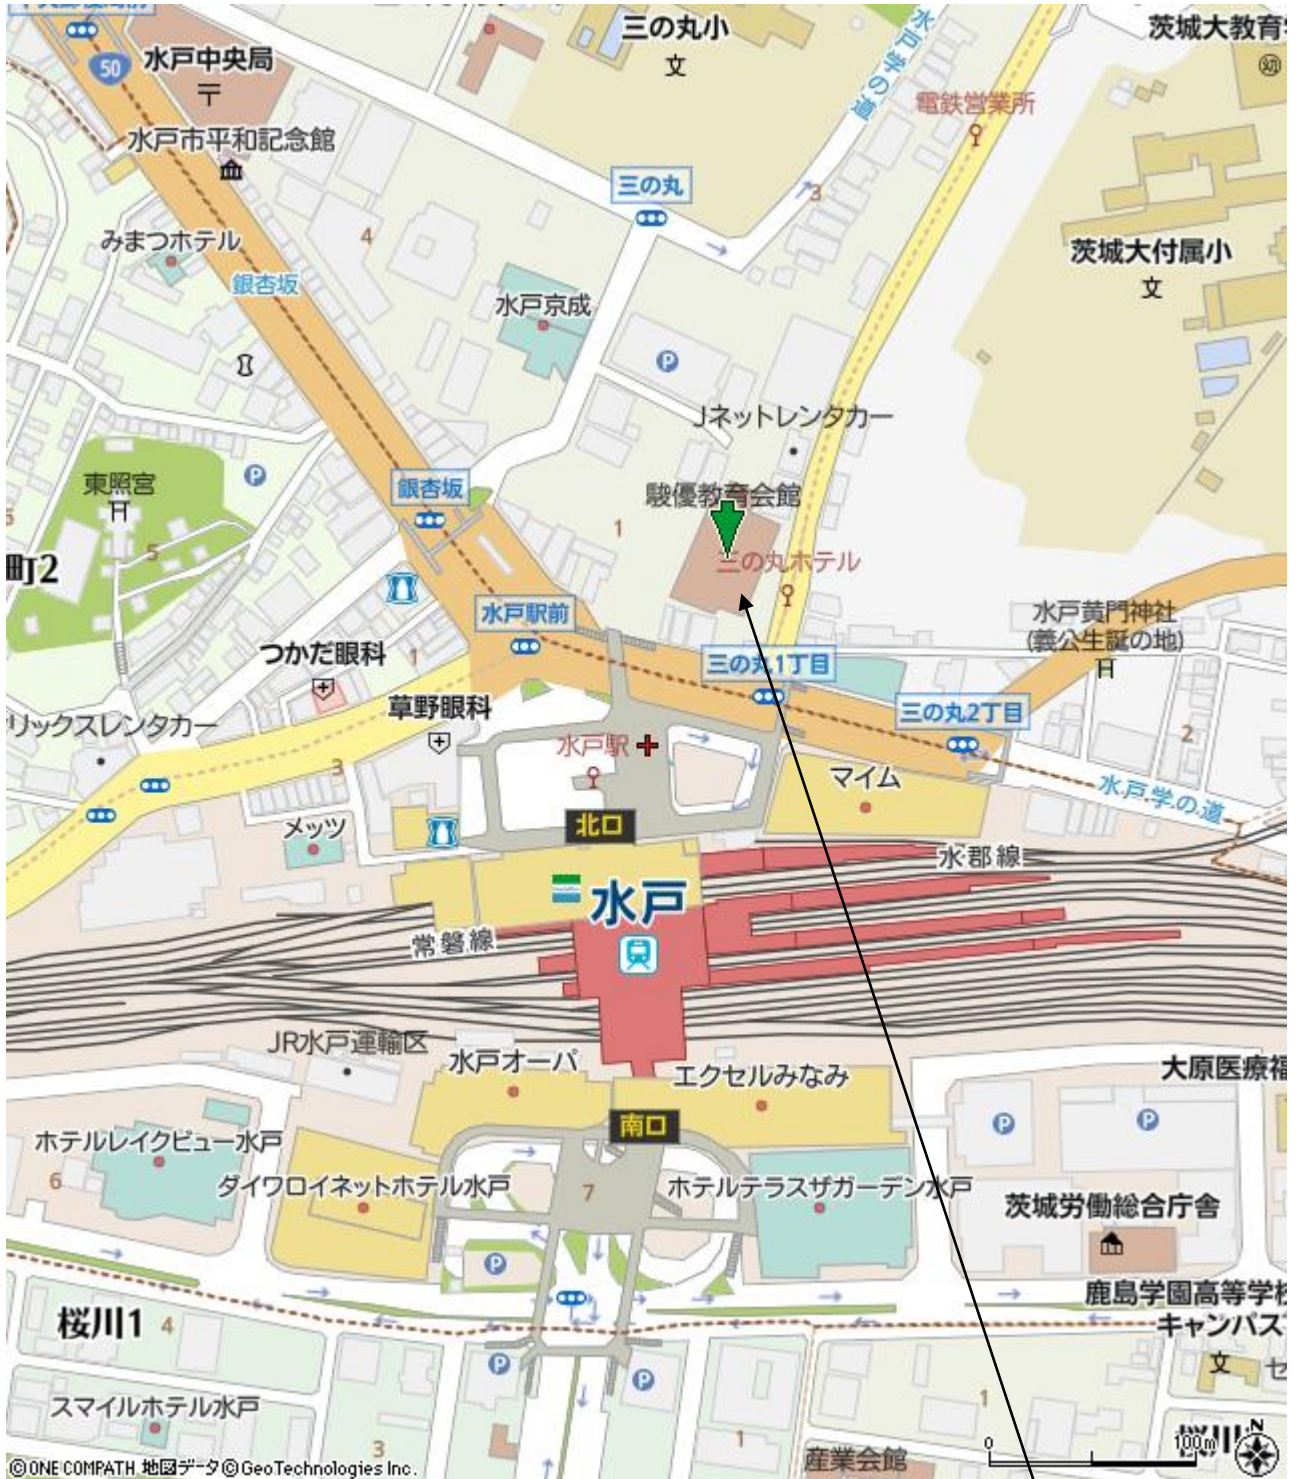 三の丸小
茨城大教育
水戸中央局
50
水戸学の道
幼
電鉄営業所
水戸市平和記念館
三の丸
3
4
みまつホテル
茨城大付属小
銀杏坂
水戸京成
P
Jネットレンタカー
東照宮
P
銀杏坂
駿優教育会館
1
5
三の丸ホテル
町2
水戸駅前
水戸黄門神社
(義公生誕の地)
つかだ眼科
1
三の丸1丁目
草野眼科
三の丸2丁目
リックスレンタカー
水戸駅
2
3
マイム
水戸学の道
メッツ
北口
水郡線
水戸
常磐線
JR水戸運輸区
水戸オーパ
エクセルみなみ
大原医療福
南口
P
P
ホテルレイクビュー水戸
6
ダイワロイネットホテル水戸
7
ホテルテラスザガーデン水戸
茨城労働総合庁舎
P
鹿島学園高等学校
キャンパス
桜川1
4
P
P
セ
スマイルホテル水戸
1
3
1
産業会館
0
100m
N
©ONE COMPATH 地図データ©GeoTechnologies Inc.